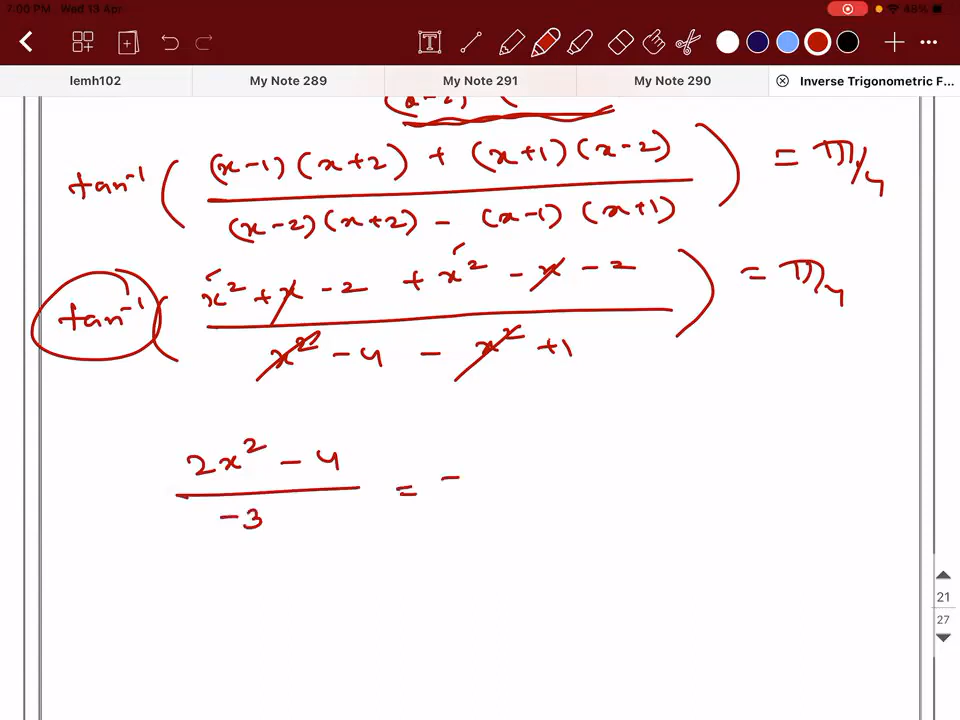 7:00 PM Wed 13 Apr 48%
lemh102 My Note 289 My Note 291 My Note 290 Inverse Trigonometric F...
(x-2)
tan⁻¹ ( (x-1)(x+2) + (x+1)(x-2) / (x-2)(x+2) - (x-1)(x+1) ) = π/4
tan⁻¹ ( x² + x - 2 + x² - x - 2 / x² - 4 - x² + 1 ) = π/4
2x² - 4 / -3 = -
21
27